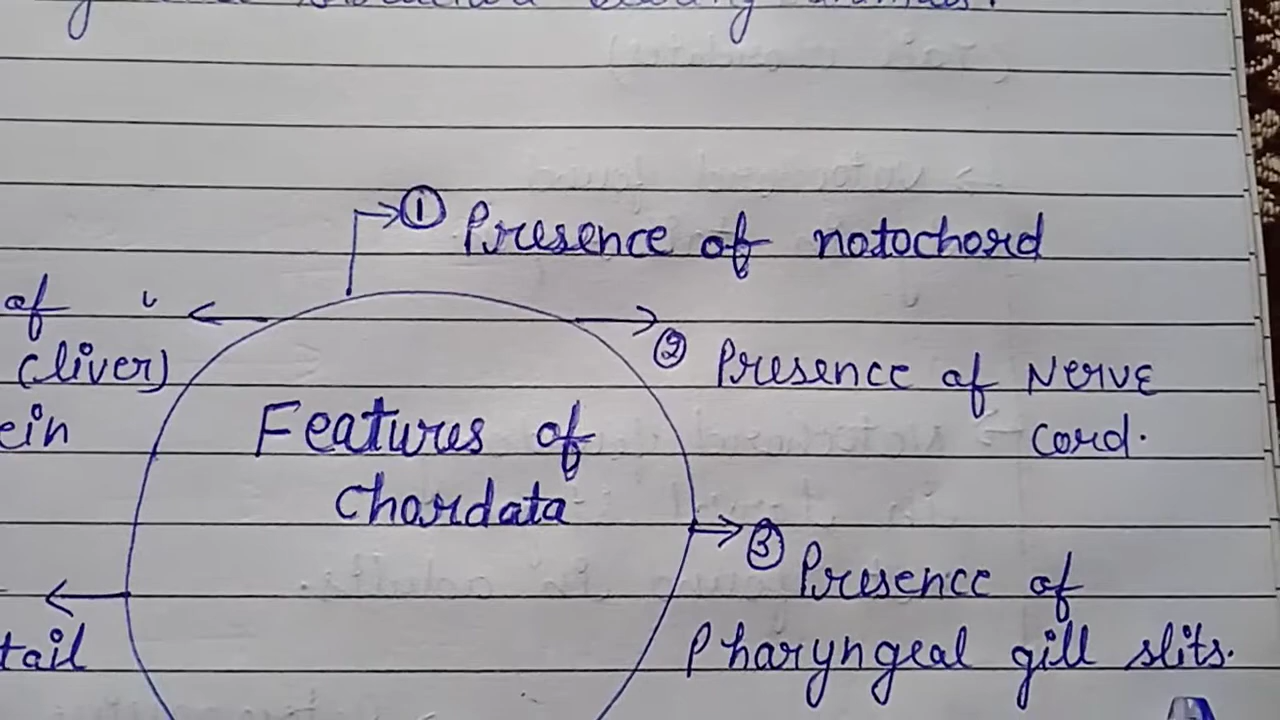 ① Presence of notochord
of
(liver)
ein
② Presence of Nerve
Cord.
Features of
Chordata
③ Presence of
Pharyngeal gill slits.
tail